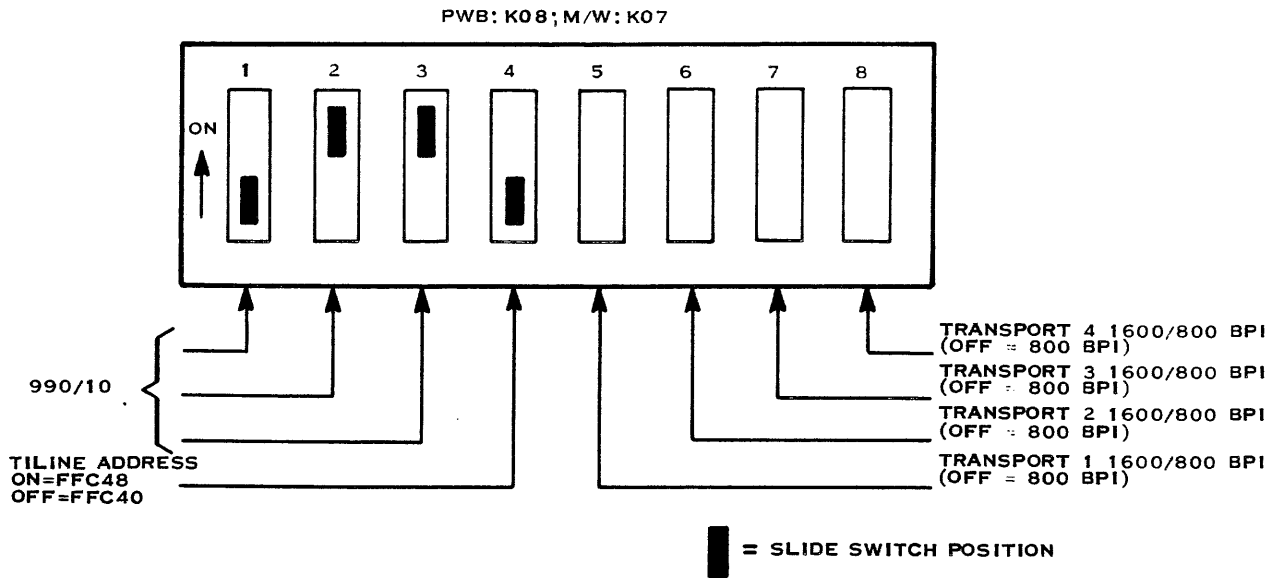 PWB: K08; M/W: K07
1 2 3 4 5 6 7 8
ON
990/10
TILINE ADDRESS
ON=FFC48
OFF=FFC40
TRANSPORT 4 1600/800 BPI
(OFF = 800 BPI)
TRANSPORT 3 1600/800 BPI
(OFF = 800 BPI)
TRANSPORT 2 1600/800 BPI
(OFF = 800 BPI)
TRANSPORT 1 1600/800 BPI
(OFF = 800 BPI)
= SLIDE SWITCH POSITION